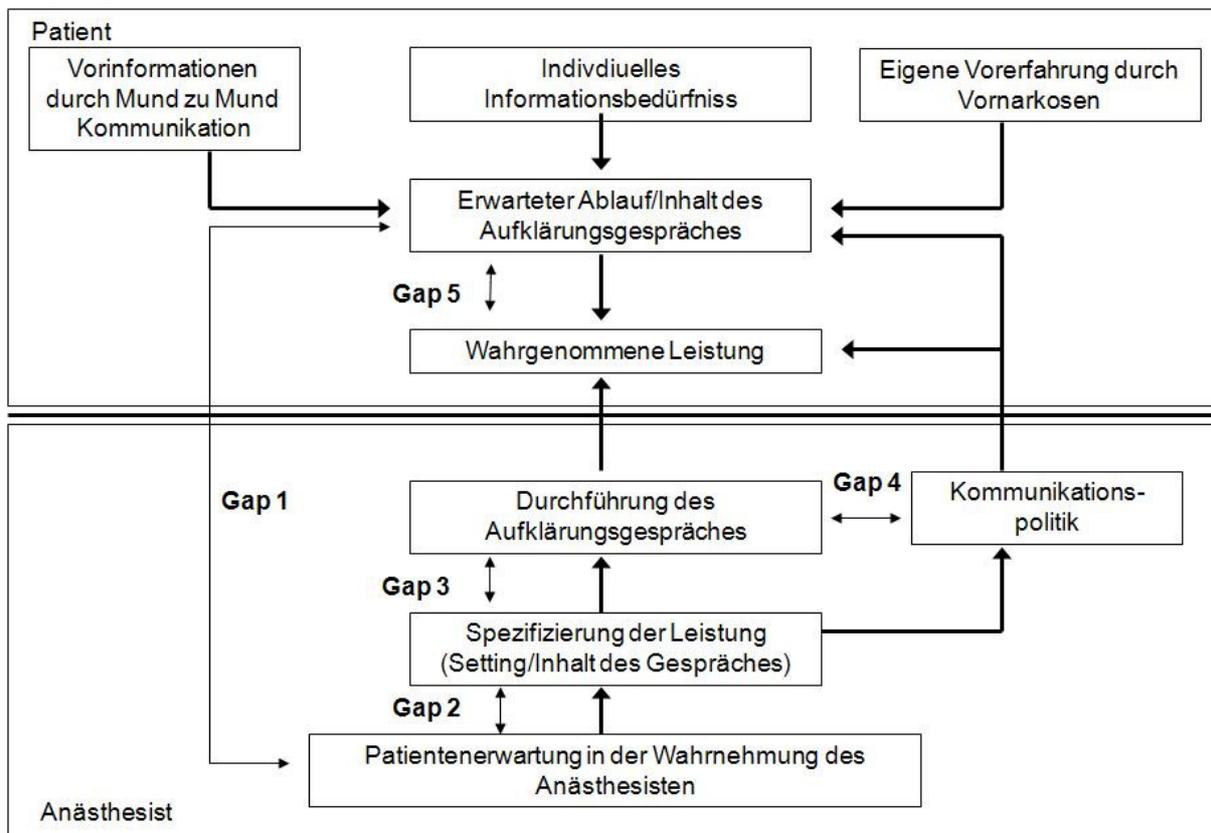 Patient
Vorinformationen
durch Mund zu Mund
Kommunikation
Indivdiuelles
Informationsbedürfniss
Eigene Vorerfahrung durch
Vornarkosen
Erwarteter Ablauf/Inhalt des
Aufklärungsgespräches
Gap 5
Wahrgenommene Leistung
Gap 1
Durchführung des
Aufklärungsgespräches
Gap 4
Kommunikations-
politik
Gap 3
Spezifizierung der Leistung
(Setting/Inhalt des Gespräches)
Gap 2
Patientenerwartung in der Wahrnehmung des
Anästhesisten
Anästhesist